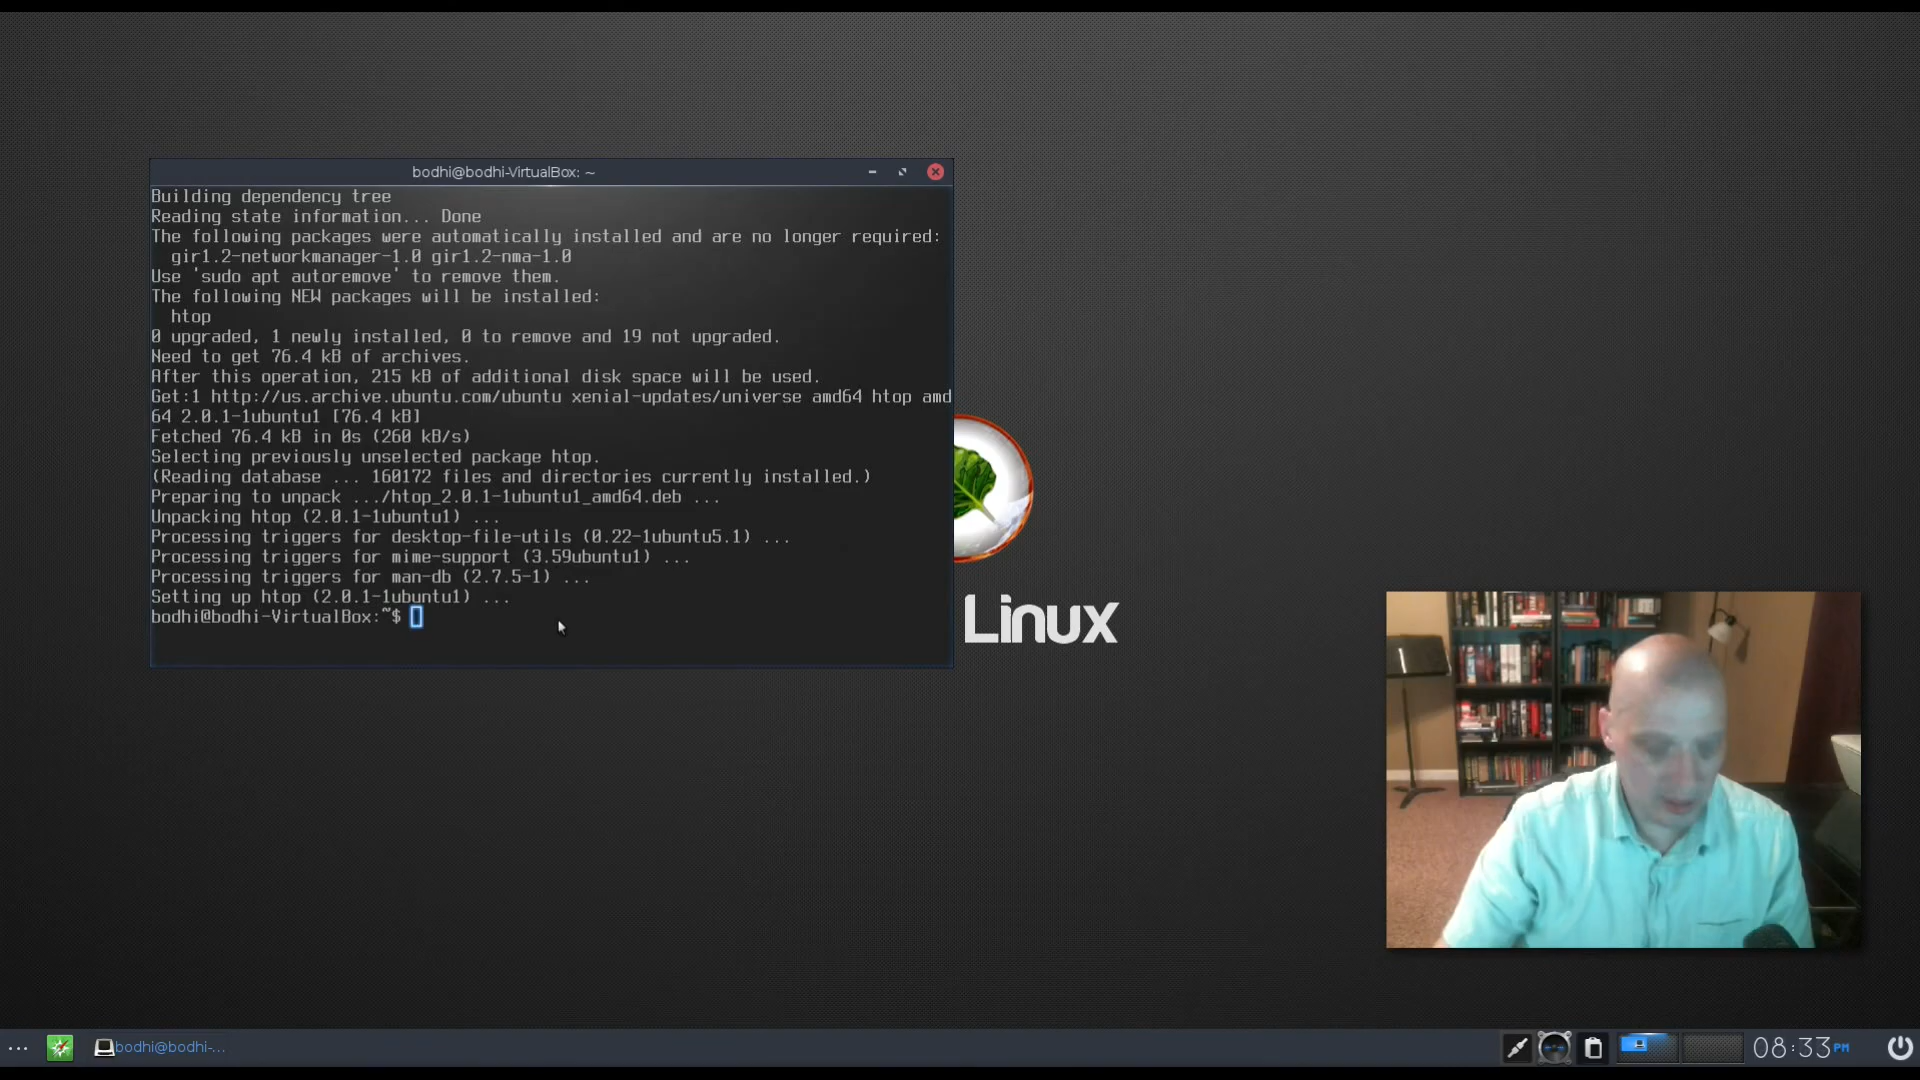 bodhi@bodhi-VirtualBox: ~
Building dependency tree
Reading state information... Done
The following packages were automatically installed and are no longer required:
gir1.2-networkmanager-1.0 gir1.2-nma-1.0
Use 'sudo apt autoremove' to remove them.
The following NEW packages will be installed:
htop
0 upgraded, 1 newly installed, 0 to remove and 19 not upgraded.
Need to get 76.4 kB of archives.
After this operation, 215 kB of additional disk space will be used.
Get:1 http://us.archive.ubuntu.com/ubuntu xenial-updates/universe amd64 htop amd
64 2.0.1-1ubuntu1 [76.4 kB]
Fetched 76.4 kB in 0s (260 kB/s)
Selecting previously unselected package htop.
(Reading database ... 160172 files and directories currently installed.)
Preparing to unpack .../htop_2.0.1-1ubuntu1_amd64.deb ...
Unpacking htop (2.0.1-1ubuntu1) ...
Processing triggers for desktop-file-utils (0.22-1ubuntu5.1) ...
Processing triggers for mime-support (3.59ubuntu1) ...
Processing triggers for man-db (2.7.5-1) ...
Setting up htop (2.0.1-1ubuntu1) ...
bodhi@bodhi-VirtualBox:~$
Linux
bodhi@bodhi-...
08:33 PM